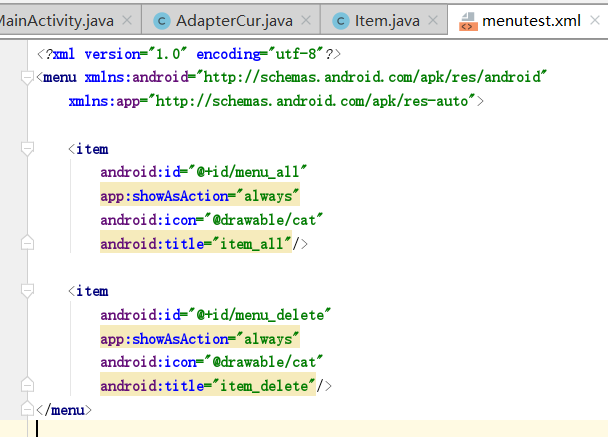 MainActivity.java AdapterCur.java Item.java menutest.xml
<?xml version="1.0" encoding="utf-8"?>
<menu xmlns:android="http://schemas.android.com/apk/res/android"
    xmlns:app="http://schemas.android.com/apk/res-auto">

    <item
        android:id="@+id/menu_all"
        app:showAsAction="always"
        android:icon="@drawable/cat"
        android:title="item_all"/>

    <item
        android:id="@+id/menu_delete"
        app:showAsAction="always"
        android:icon="@drawable/cat"
        android:title="item_delete"/>
</menu>